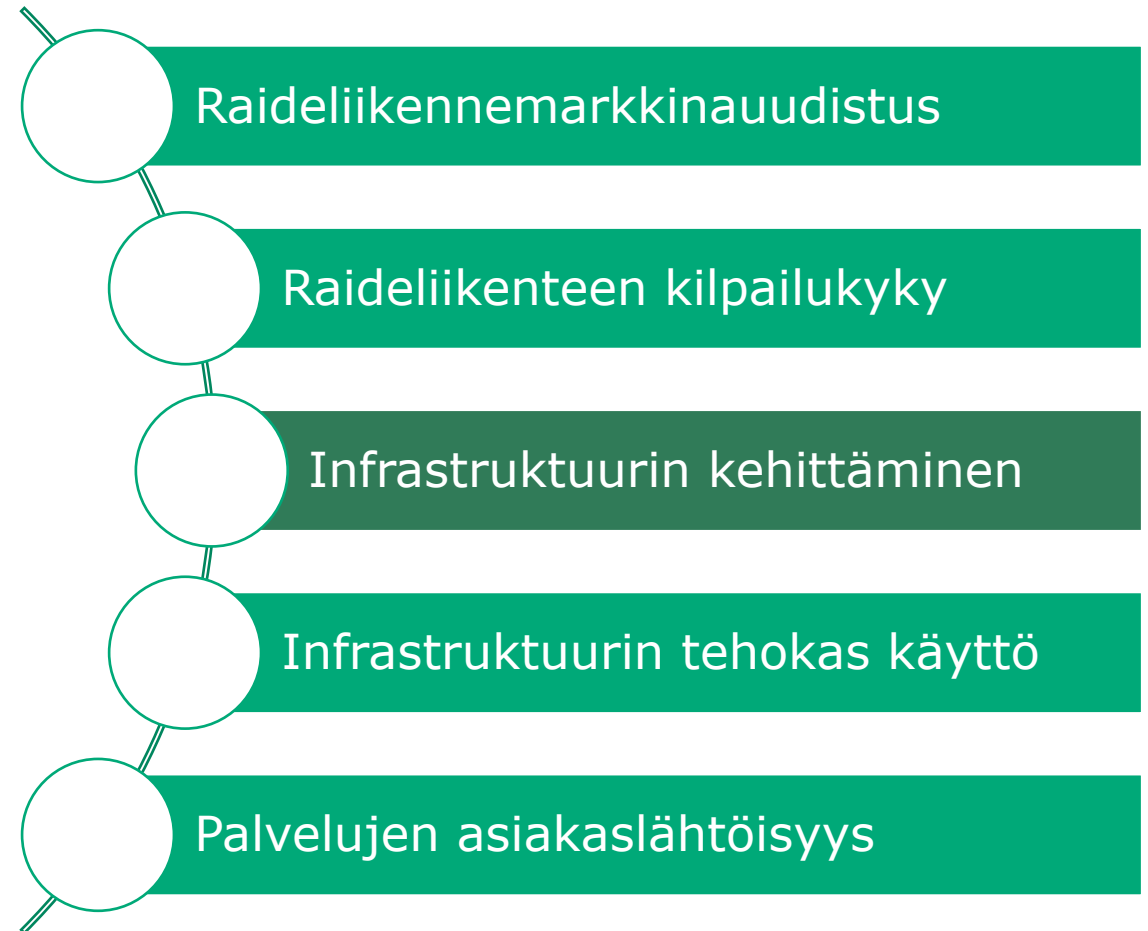 Raideliikennemarkkinauudistus
Raideliikenteen kilpailukyky
Infrastruktuurin kehittäminen
Infrastruktuurin tehokas käyttö
Palvelujen asiakaslähtöisyys